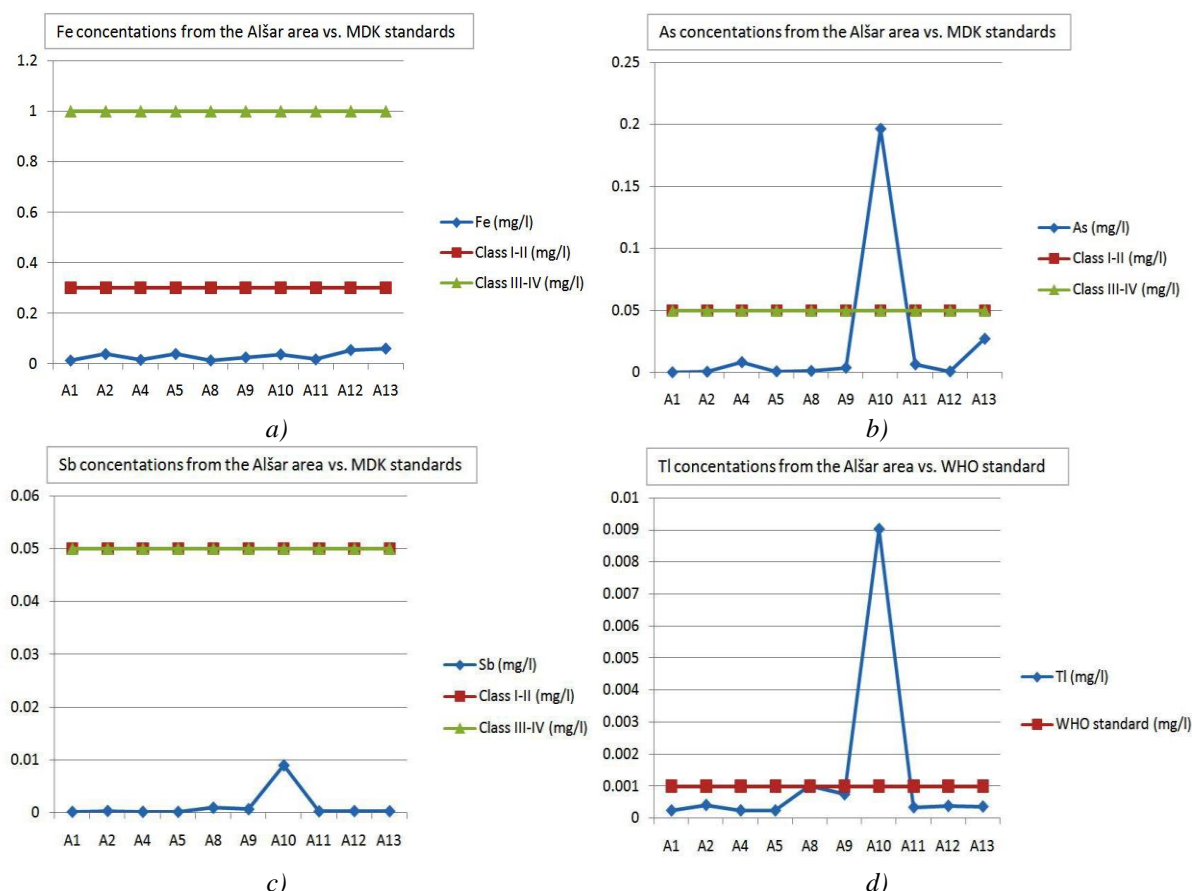 Fe concentations from the Alšar area vs. MDK standards
1.2
1
0.8
0.6
0.4
0.2
0
A1 A2 A4 A5 A8 A9 A10 A11 A12 A13
Fe (mg/l)
Class I-II (mg/l)
Class III-IV (mg/l)
a)
As concentations from the Alšar area vs. MDK standards
0.25
0.2
0.15
0.1
0.05
0
A1 A2 A4 A5 A8 A9 A10 A11 A12 A13
As (mg/l)
Class I-II (mg/l)
Class III-IV (mg/l)
b)
Sb concentations from the Alšar area vs. MDK standards
0.06
0.05
0.04
0.03
0.02
0.01
0
A1 A2 A4 A5 A8 A9 A10 A11 A12 A13
Sb (mg/l)
Class I-II (mg/l)
Class III-IV (mg/l)
c)
Tl concentations from the Alšar area vs. WHO standard
0.01
0.009
0.008
0.007
0.006
0.005
0.004
0.003
0.002
0.001
0
A1 A2 A4 A5 A8 A9 A10 A11 A12 A13
Tl (mg/l)
WHO standard (mg/l)
d)